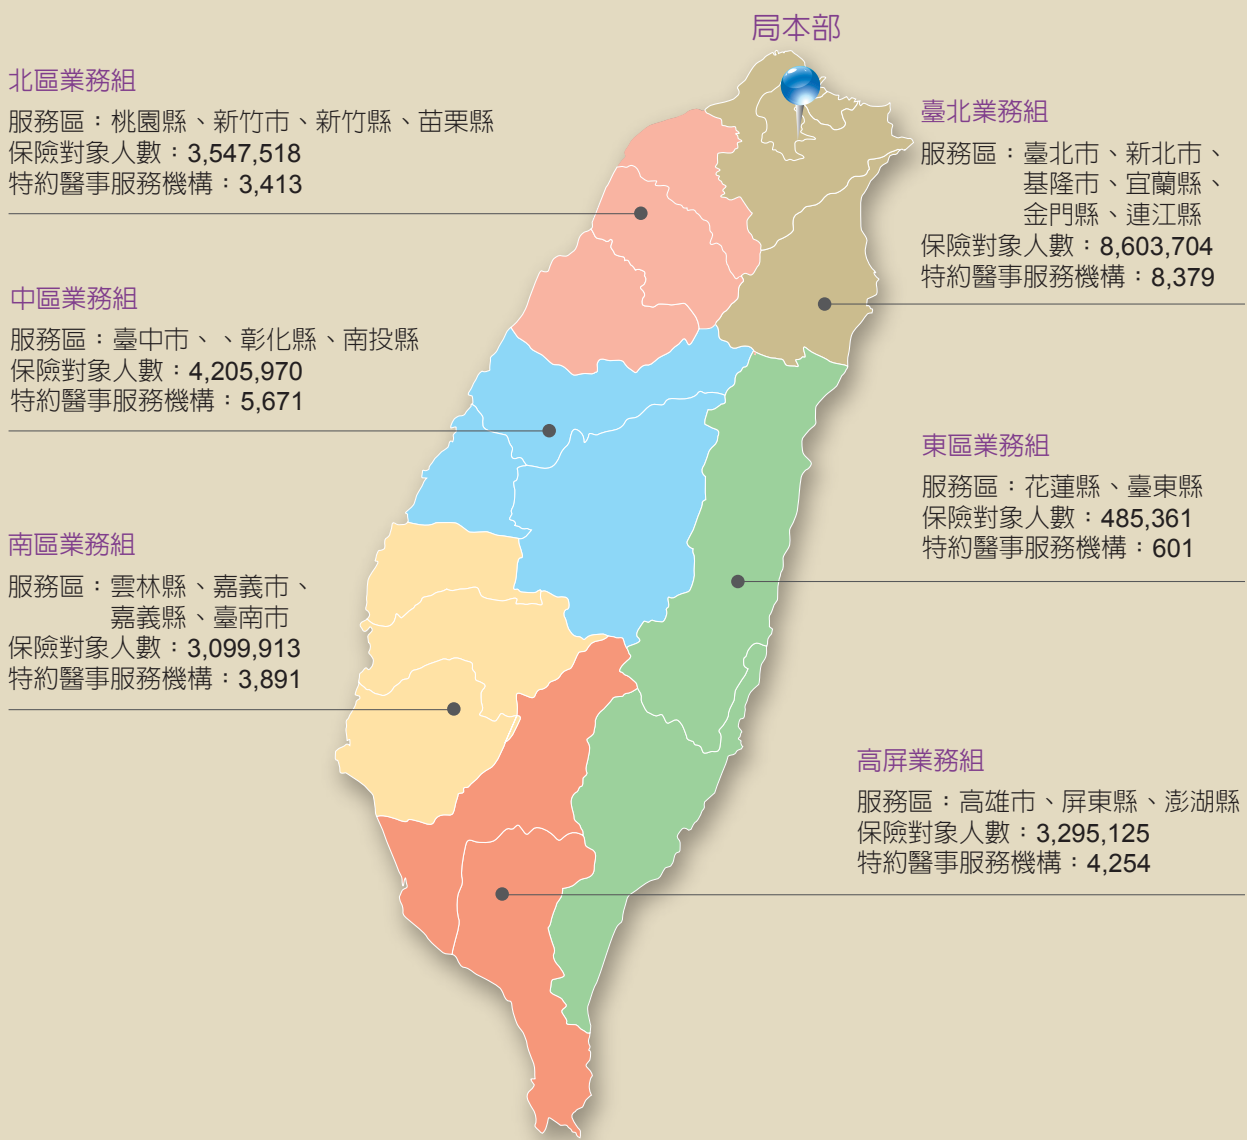 局本部
北區業務組
服務區：桃園縣、新竹市、新竹縣、苗栗縣
保險對象人數：3,547,518
特約醫事服務機構：3,413
臺北業務組
服務區：臺北市、新北市、
基隆市、宜蘭縣、
金門縣、連江縣
保險對象人數：8,603,704
特約醫事服務機構：8,379
中區業務組
服務區：臺中市、、彰化縣、南投縣
保險對象人數：4,205,970
特約醫事服務機構：5,671
東區業務組
服務區：花蓮縣、臺東縣
保險對象人數：485,361
特約醫事服務機構：601
南區業務組
服務區：雲林縣、嘉義市、
嘉義縣、臺南市
保險對象人數：3,099,913
特約醫事服務機構：3,891
高屏業務組
服務區：高雄市、屏東縣、澎湖縣
保險對象人數：3,295,125
特約醫事服務機構：4,254